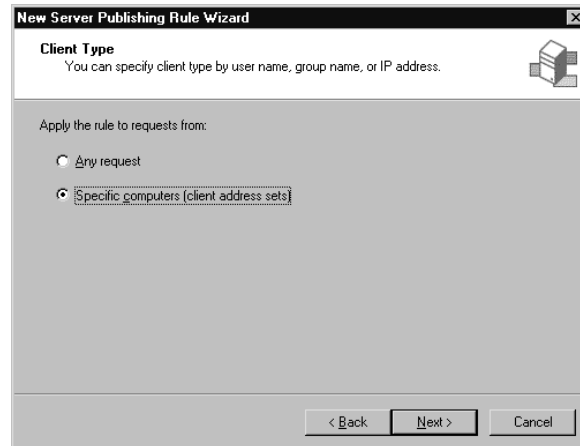 New Server Publishing Rule Wizard
Client Type
You can specify client type by user name, group name, or IP address.
Apply the rule to requests from:
Any request
Specific computers (client address sets)
< Back Next > Cancel